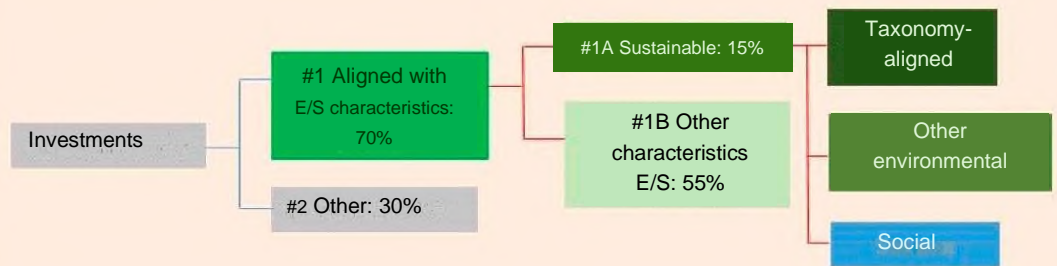 Investments
#1 Aligned with
E/S characteristics:
70%
#2 Other: 30%
#1A Sustainable: 15%
#1B Other
characteristics
E/S: 55%
Taxonomy-
aligned
Other
environmental
Social